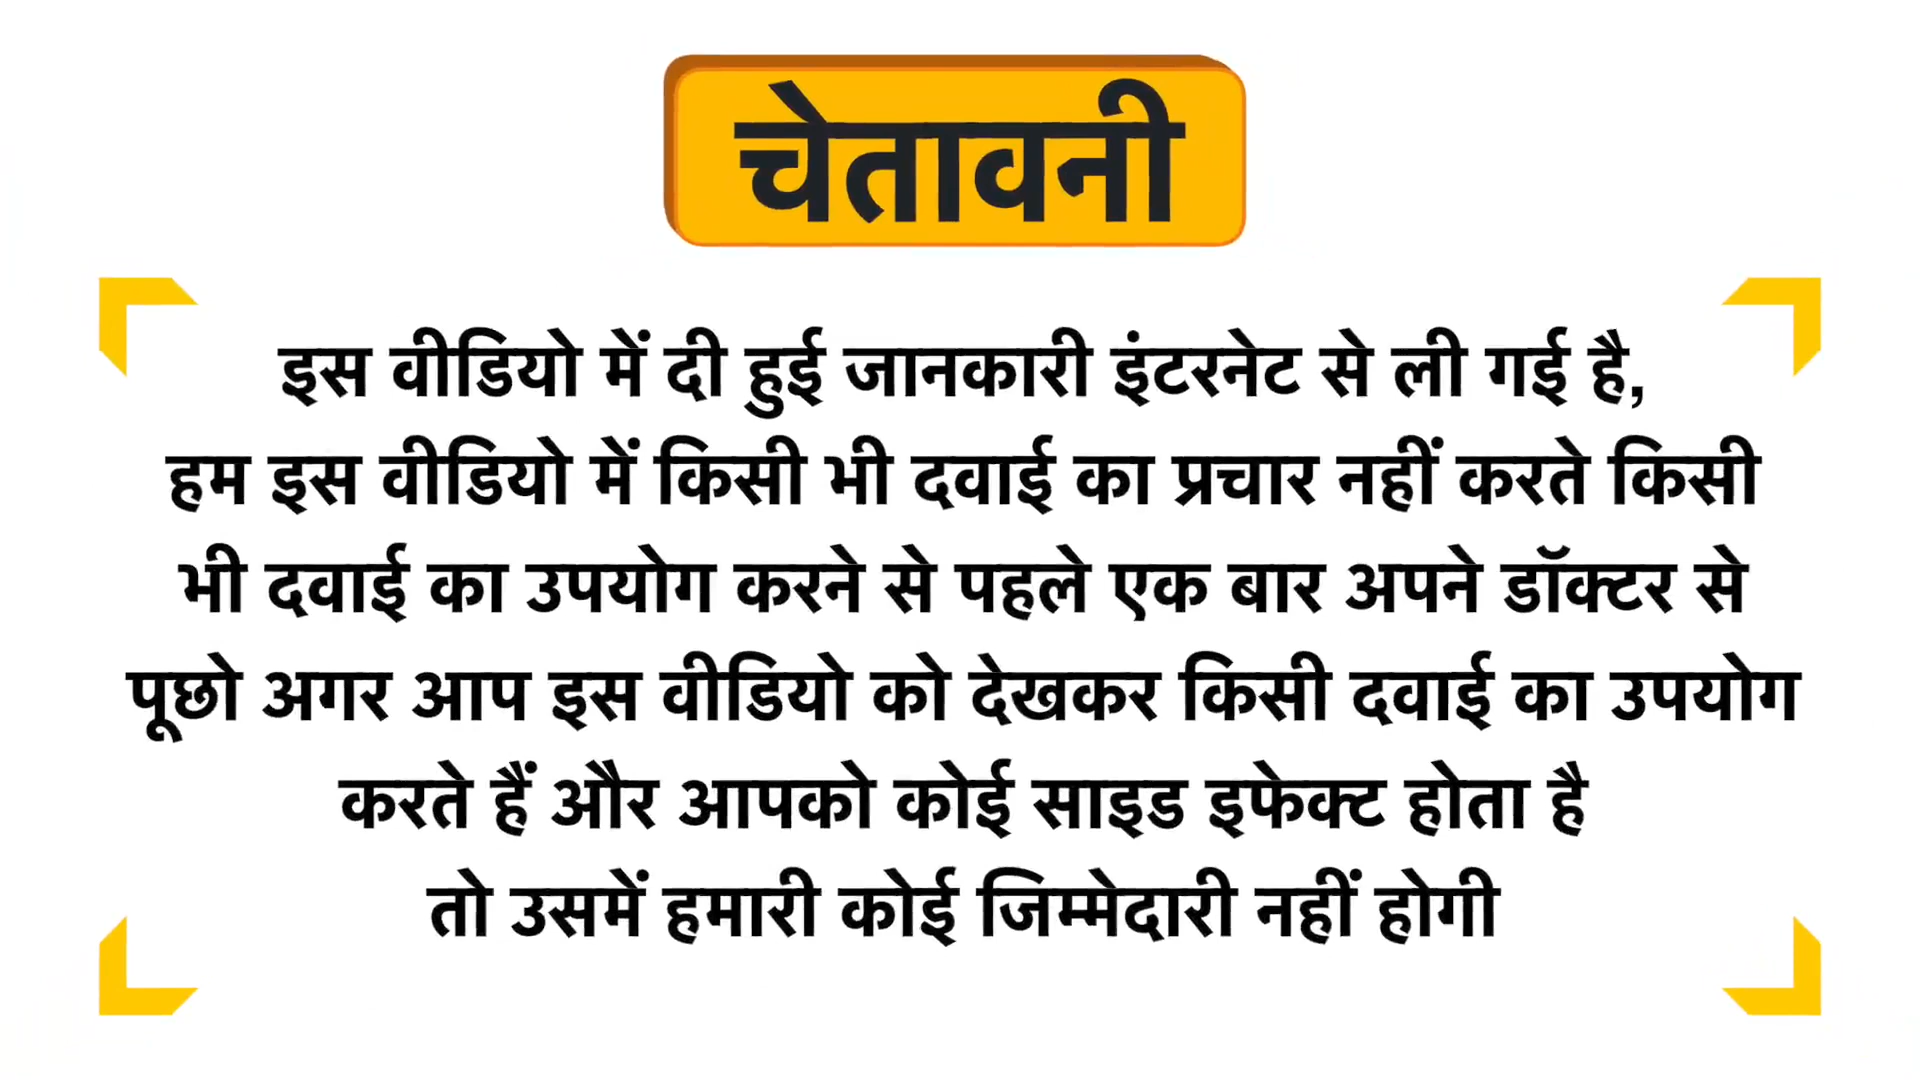 चेतावनी
इस वीडियो में दी हुई जानकारी इंटरनेट से ली गई है,
हम इस वीडियो में किसी भी दवाई का प्रचार नहीं करते किसी
भी दवाई का उपयोग करने से पहले एक बार अपने डॉक्टर से
पूछो अगर आप इस वीडियो को देखकर किसी दवाई का उपयोग
करते हैं और आपको कोई साइड इफेक्ट होता है
तो उसमें हमारी कोई जिम्मेदारी नहीं होगी